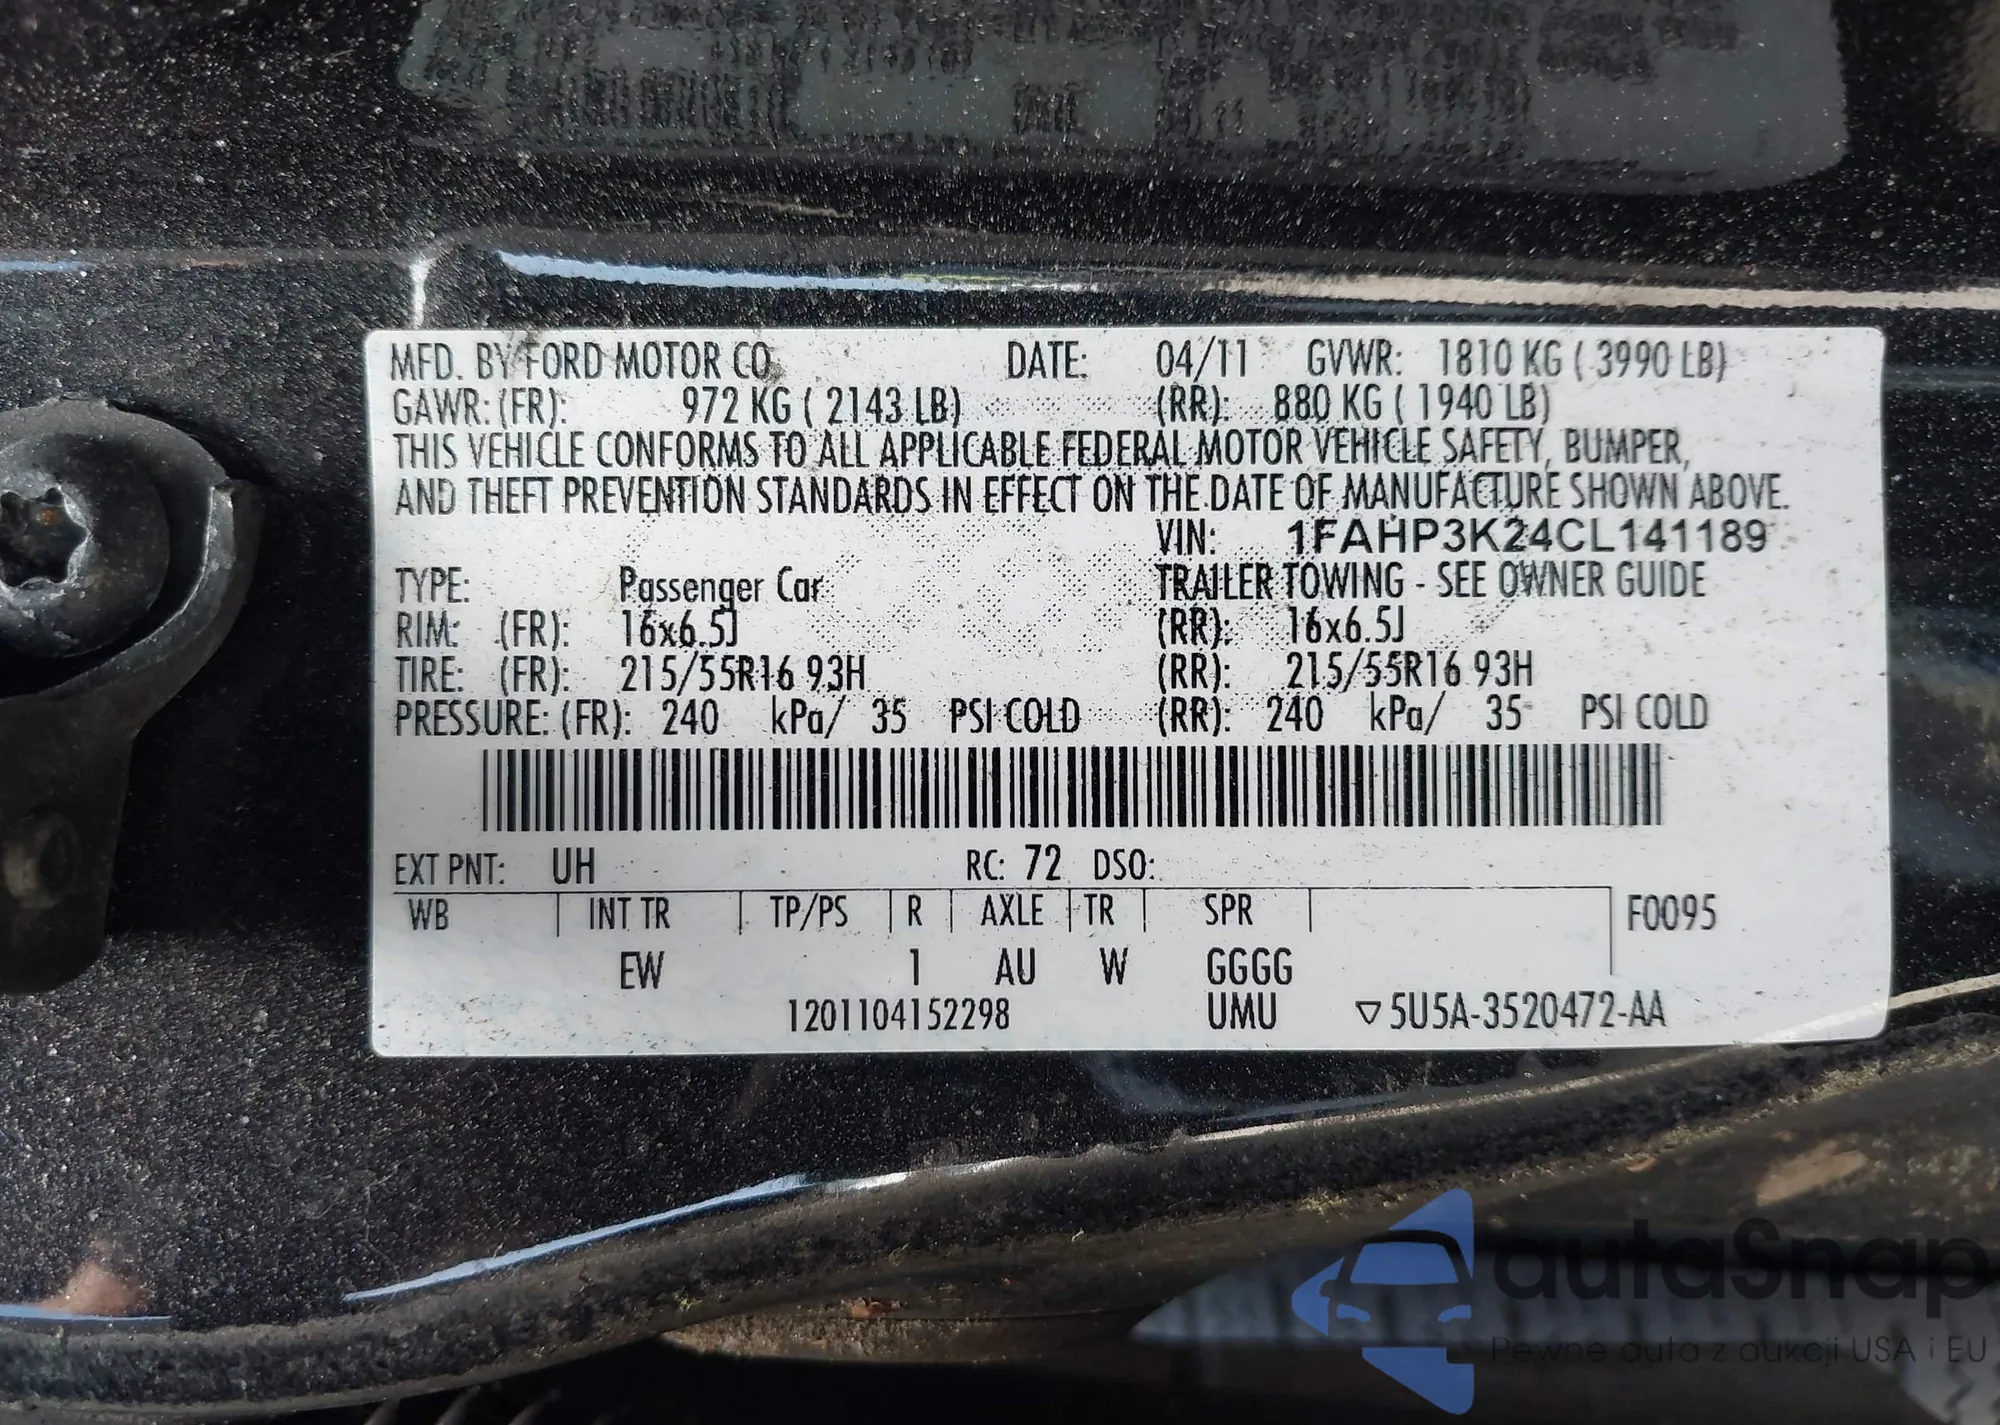 MFD. BY FORD MOTOR CO. DATE: 04/11 GVWR: 1810 KG ( 3990 LB)
GAWR: (FR): 972 KG ( 2143 LB) (RR): 880 KG ( 1940 LB)
THIS VEHICLE CONFORMS TO ALL APPLICABLE FEDERAL MOTOR VEHICLE SAFETY, BUMPER,
AND THEFT PREVENTION STANDARDS IN EFFECT ON THE DATE OF MANUFACTURE SHOWN ABOVE.
VIN: 1FAHP3K24CL141189
TYPE: Passenger Car TRAILER TOWING - SEE OWNER GUIDE
RIM: (FR): 16x6.5J (RR): 16x6.5J
TIRE: (FR): 215/55R16 93H (RR): 215/55R16 93H
PRESSURE: (FR): 240 kPa/ 35 PSI COLD (RR): 240 kPa/ 35 PSI COLD
EXT PNT: UH RC: 72 DSO:
WB INT TR TP/PS R AXLE TR SPR F0095
EW 1 AU W GGGG
1201104152298 UMU ▽5U5A-3520472-AA
autaSnap
Pewne auta z aukcji USA i EU